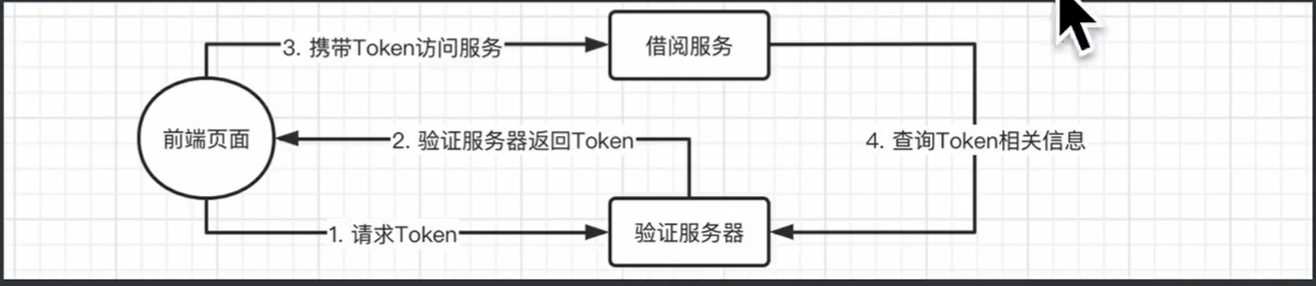 3. 携带Token访问服务
借阅服务
前端页面
2. 验证服务器返回Token
4. 查询Token相关信息
1. 请求Token
验证服务器